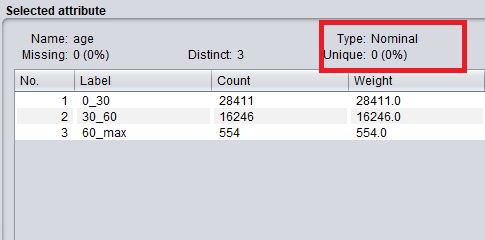 Selected attribute
Name: age Type: Nominal
Missing: 0 (0%) Distinct: 3 Unique: 0 (0%)
No. Label Count Weight
1 0_30 28411 28411.0
2 30_60 16246 16246.0
3 60_max 554 554.0